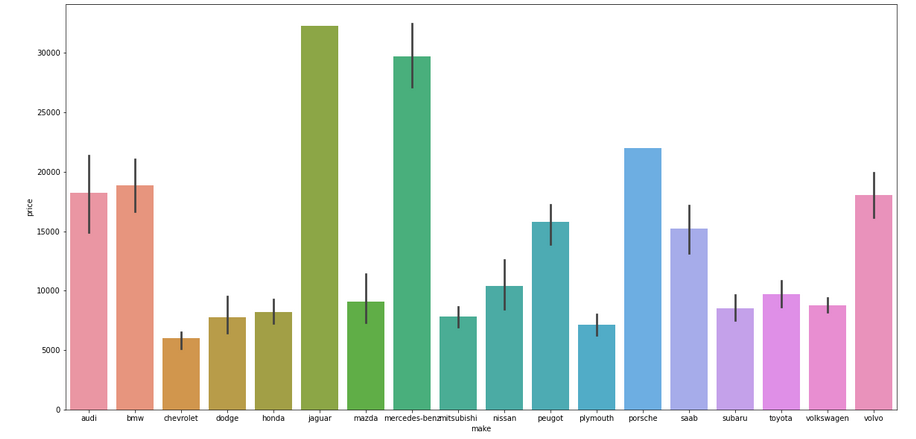 30000
25000
20000
15000
10000
5000
0
price
audi bmw chevrolet dodge honda jaguar mazda mercedes-benz mitsubishi nissan peugot plymouth porsche saab subaru toyota volkswagen volvo
make